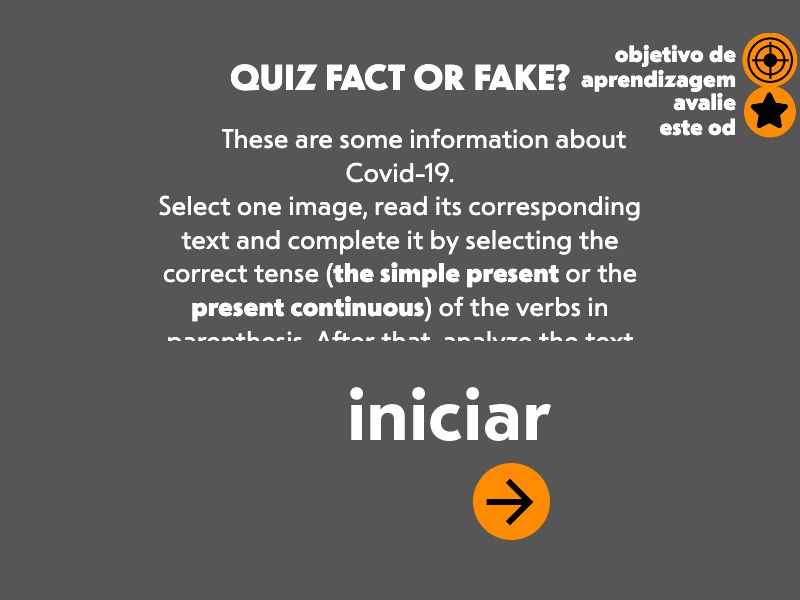 QUIZ FACT OR FAKE?
objetivo de
aprendizagem
avalie
este od
These are some information about
Covid-19.
Select one image, read its corresponding
text and complete it by selecting the
correct tense (the simple present or the
present continuous) of the verbs in
parenthesis. After that, analyze the text
iniciar